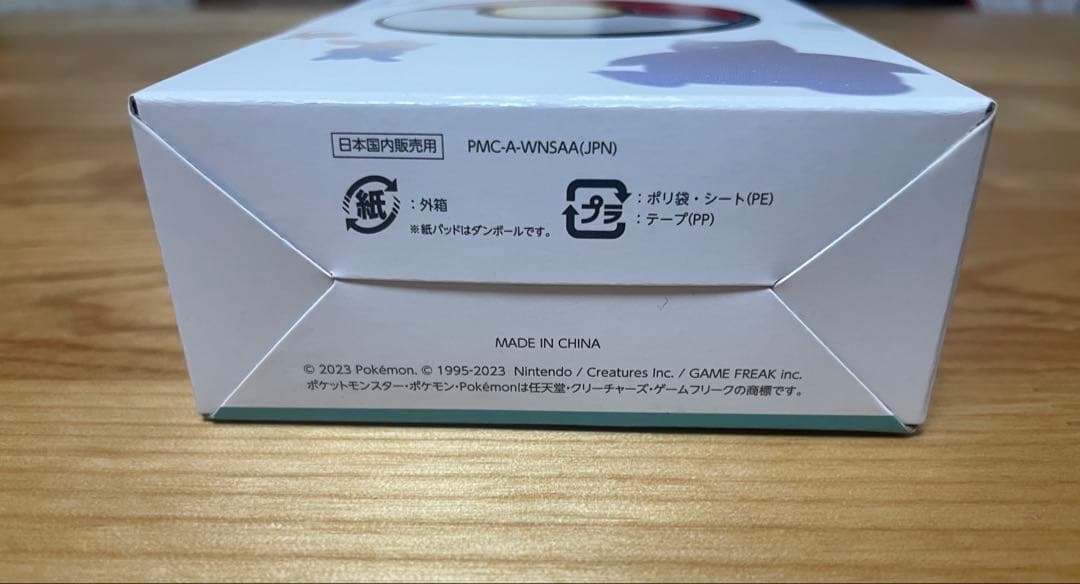 日本国内販売用 PMC-A-WNSAA(JPN)
紙：外箱
※紙パッドはダンボールです。
プラ：ポリ袋・シート(PE)
：テープ(PP)
MADE IN CHINA
© 2023 Pokémon. © 1995-2023 Nintendo / Creatures Inc. / GAME FREAK inc.
ポケットモンスター・ポケモン・Pokémonは任天堂・クリーチャーズ・ゲームフリークの商標です。